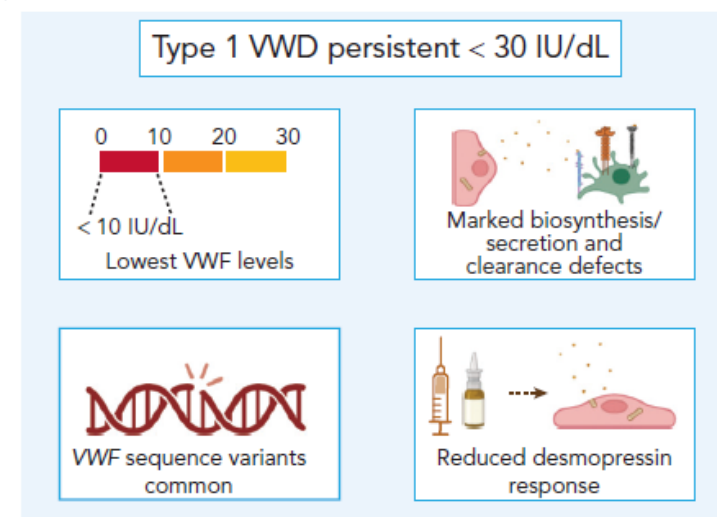 Type 1 VWD persistent < 30 IU/dL
0 10 20 30
< 10 IU/dL
Lowest VWF levels
Marked biosynthesis/
secretion and
clearance defects
VWF sequence variants
common
Reduced desmopressin
response